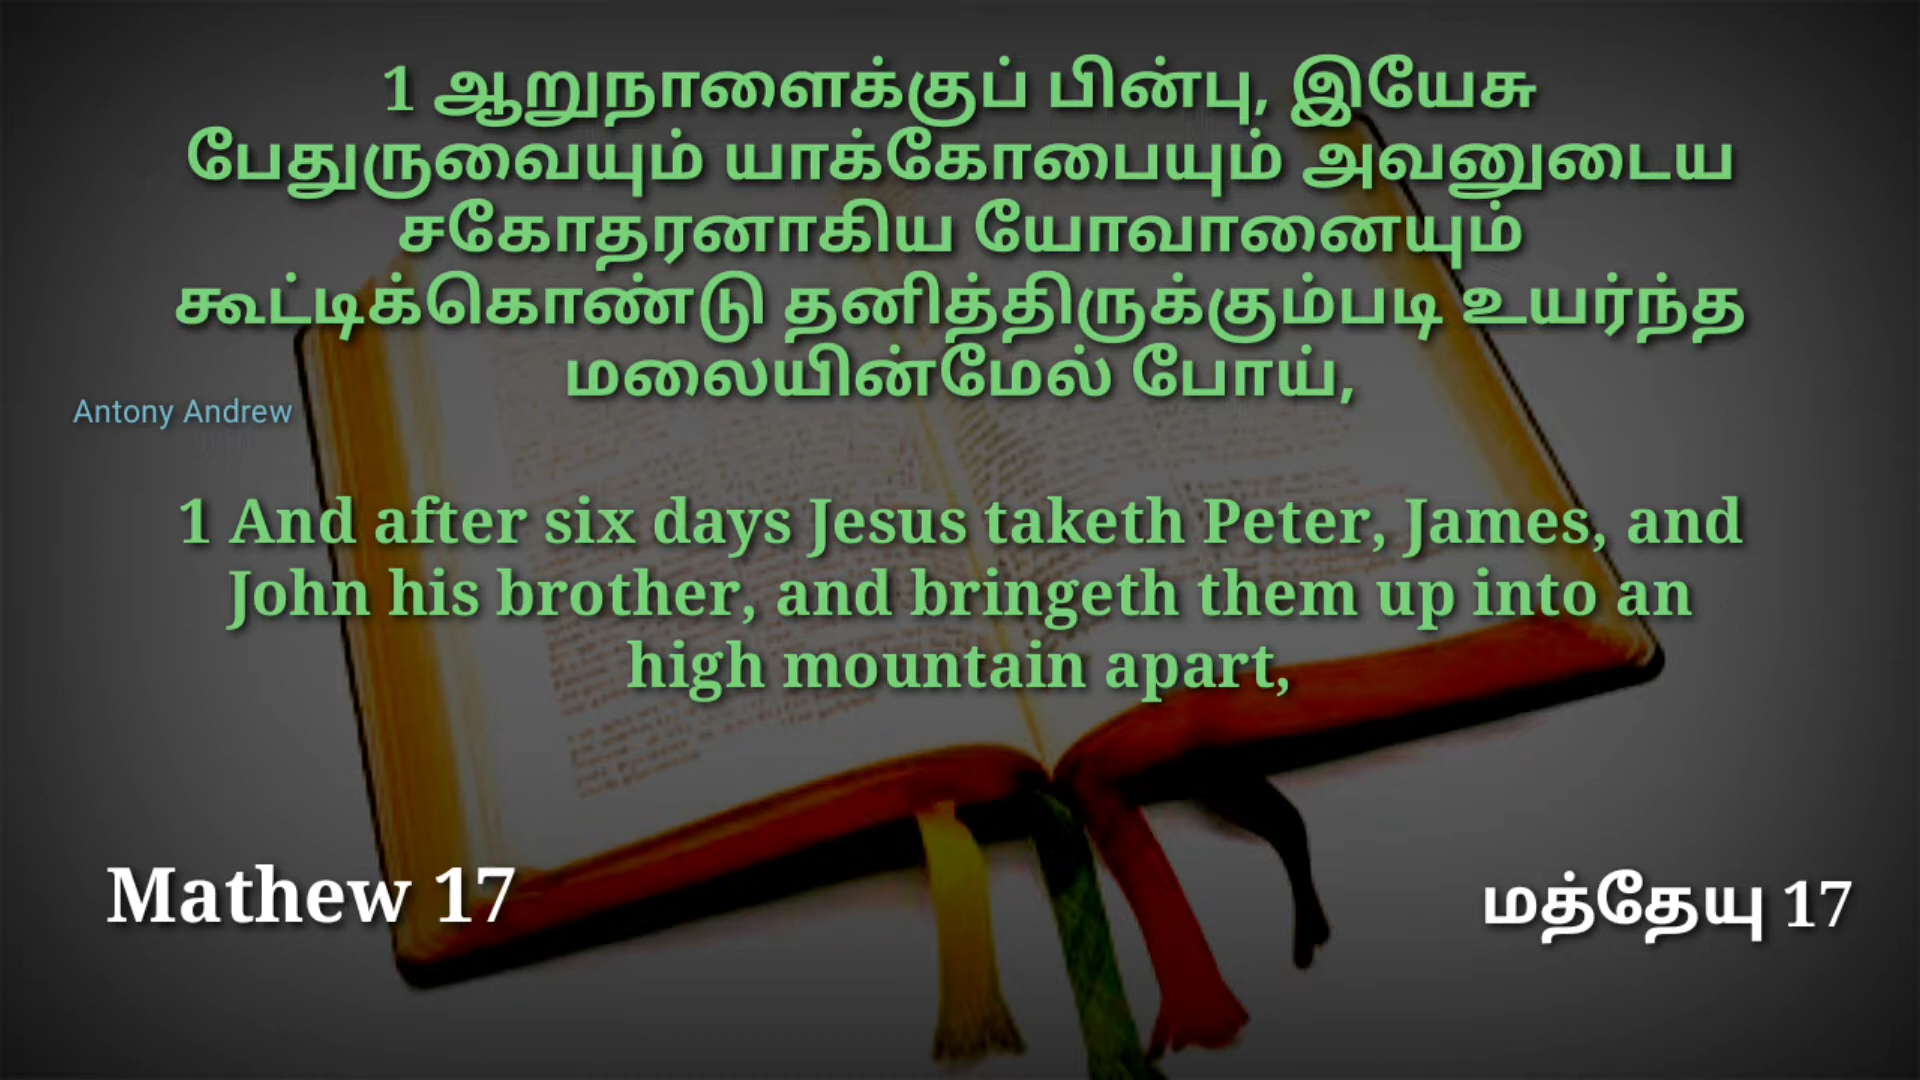 1 ஆறுநாளைக்குப் பின்பு, இயேசு
பேதுருவையும் யாக்கோபையும் அவனுடைய
சகோதரனாகிய யோவானையும்
கூட்டிக்கொண்டு தனித்திருக்கும்படி உயர்ந்த
மலையின்மேல் போய்,
Antony Andrew
1 And after six days Jesus taketh Peter, James, and
John his brother, and bringeth them up into an
high mountain apart,
Mathew 17
மத்தேயு 17